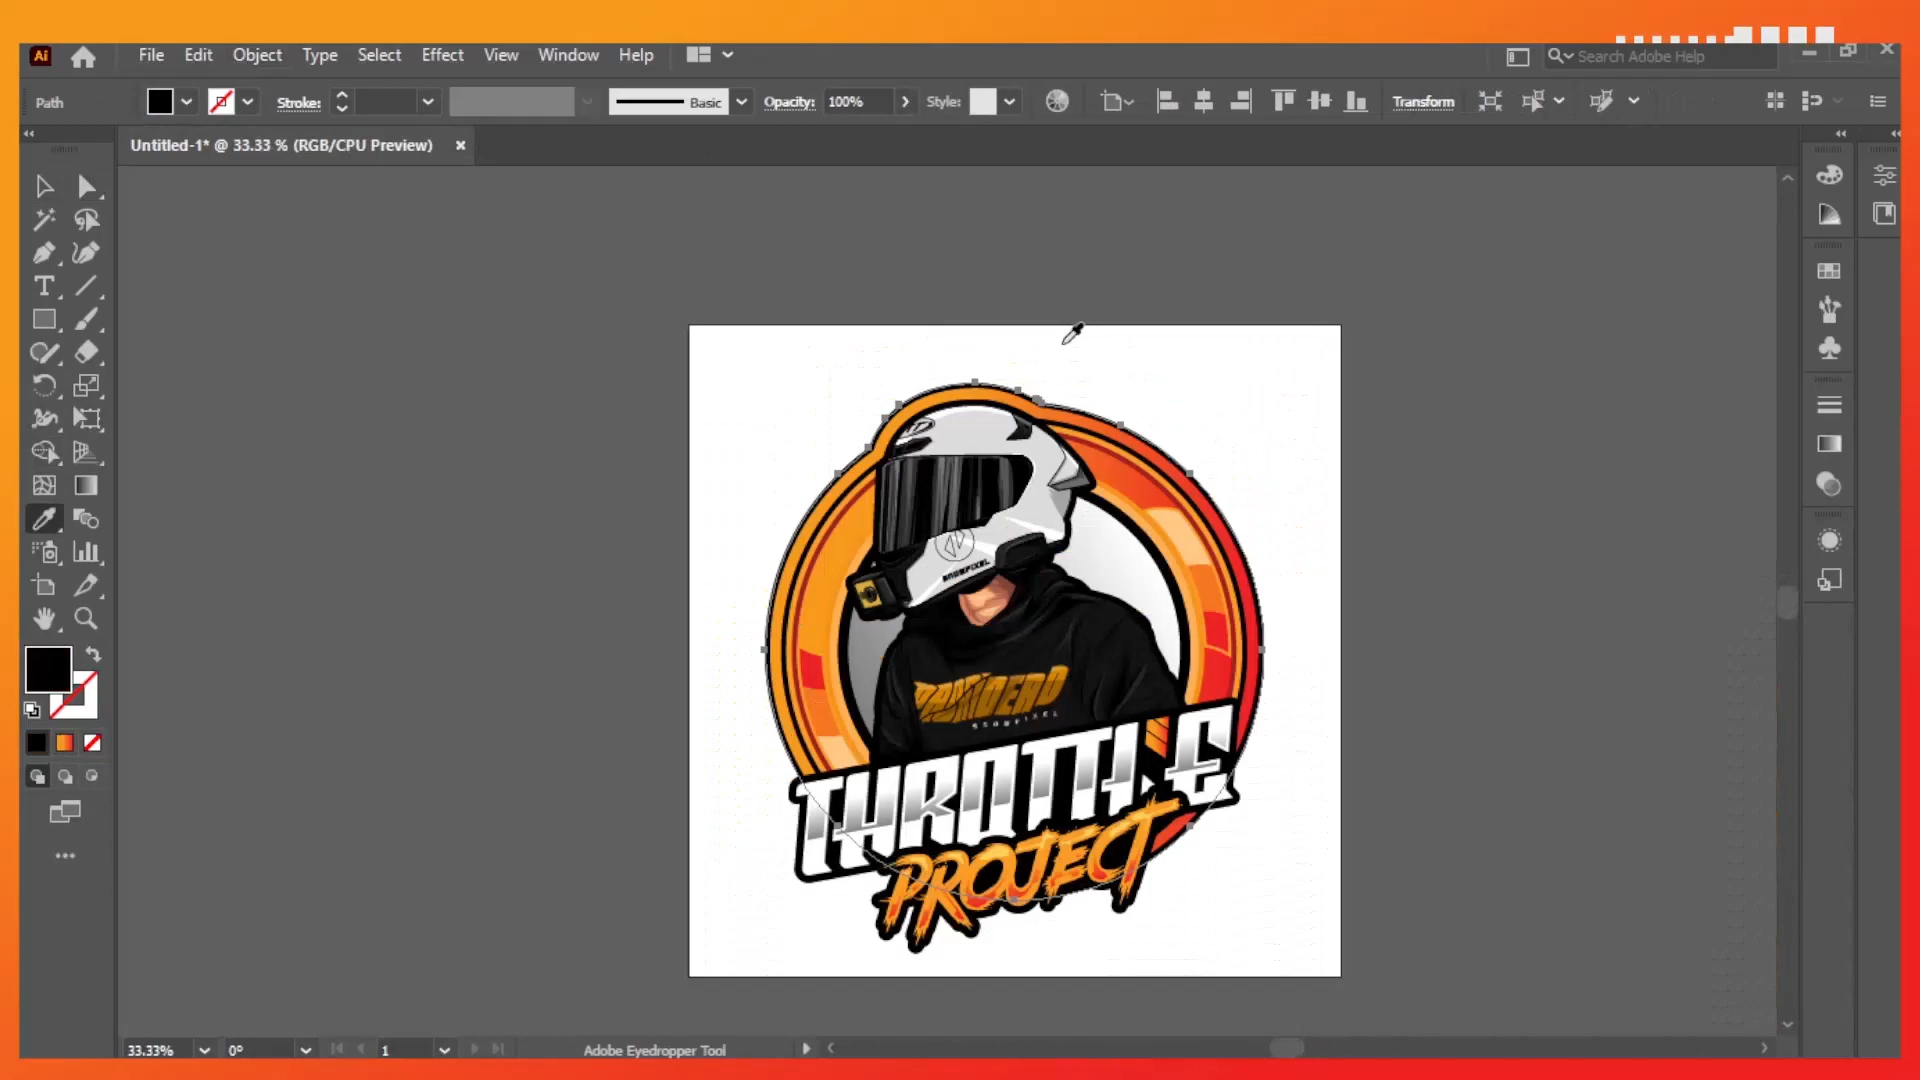 Ai File Edit Object Type Select Effect View Window Help Search Adobe Help
Path Stroke: Basic Opacity: 100% Style: Transform
Untitled-1* @ 33.33 % (RGB/CPU Preview)
THROTTLE
PROJECT
33.33% 0° 1 Adobe Eyedropper Tool